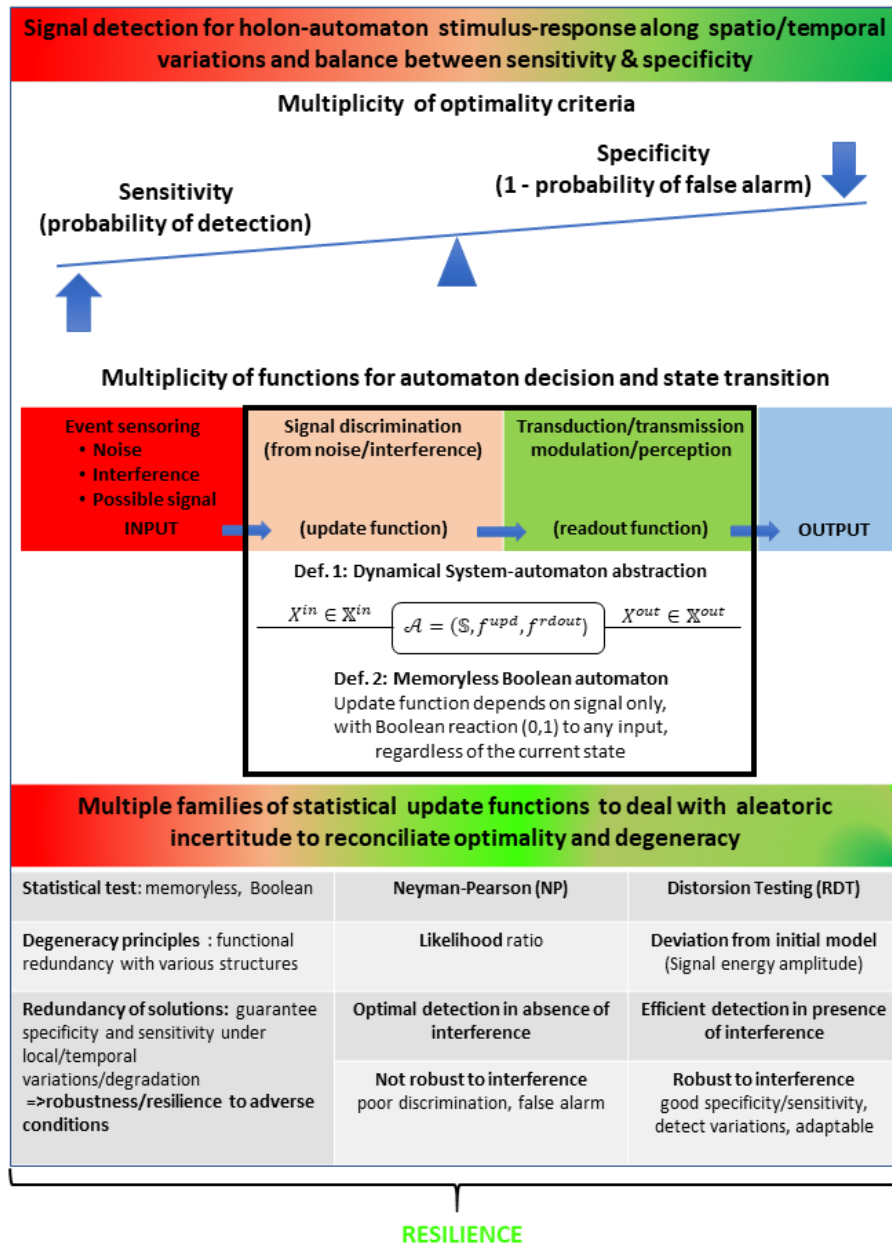 Signal detection for holon-automaton stimulus-response along spatio/temporal
variations and balance between sensitivity & specificity
Multiplicity of optimality criteria
Specificity
(1 - probability of false alarm)
Sensitivity
(probability of detection)
Multiplicity of functions for automaton decision and state transition
Event sensoring
• Noise
• Interference
• Possible signal
INPUT
Signal discrimination
(from noise/interference)
(update function)
Transduction/transmission
modulation/perception
(readout function)
OUTPUT
Def. 1: Dynamical System-automaton abstraction
X^{in} ∈ 𝕏^{in}
𝒜 = (𝕊, f^{upd}, f^{rdout})
X^{out} ∈ 𝕏^{out}
Def. 2: Memoryless Boolean automaton
Update function depends on signal only,
with Boolean reaction (0,1) to any input,
regardless of the current state
Multiple families of statistical update functions to deal with aleatoric
incertitude to reconciliate optimality and degeneracy
Statistical test: memoryless, Boolean
Neyman-Pearson (NP)
Distorsion Testing (RDT)
Degeneracy principles : functional
redundancy with various structures
Likelihood ratio
Deviation from initial model
(Signal energy amplitude)
Redundancy of solutions: guarantee
specificity and sensitivity under
local/temporal
variations/degradation
=>robustness/resilience to adverse
conditions
Optimal detection in absence of
interference
Efficient detection in presence
of interference
Not robust to interference
poor discrimination, false alarm
Robust to interference
good specificity/sensitivity,
detect variations, adaptable
RESILIENCE